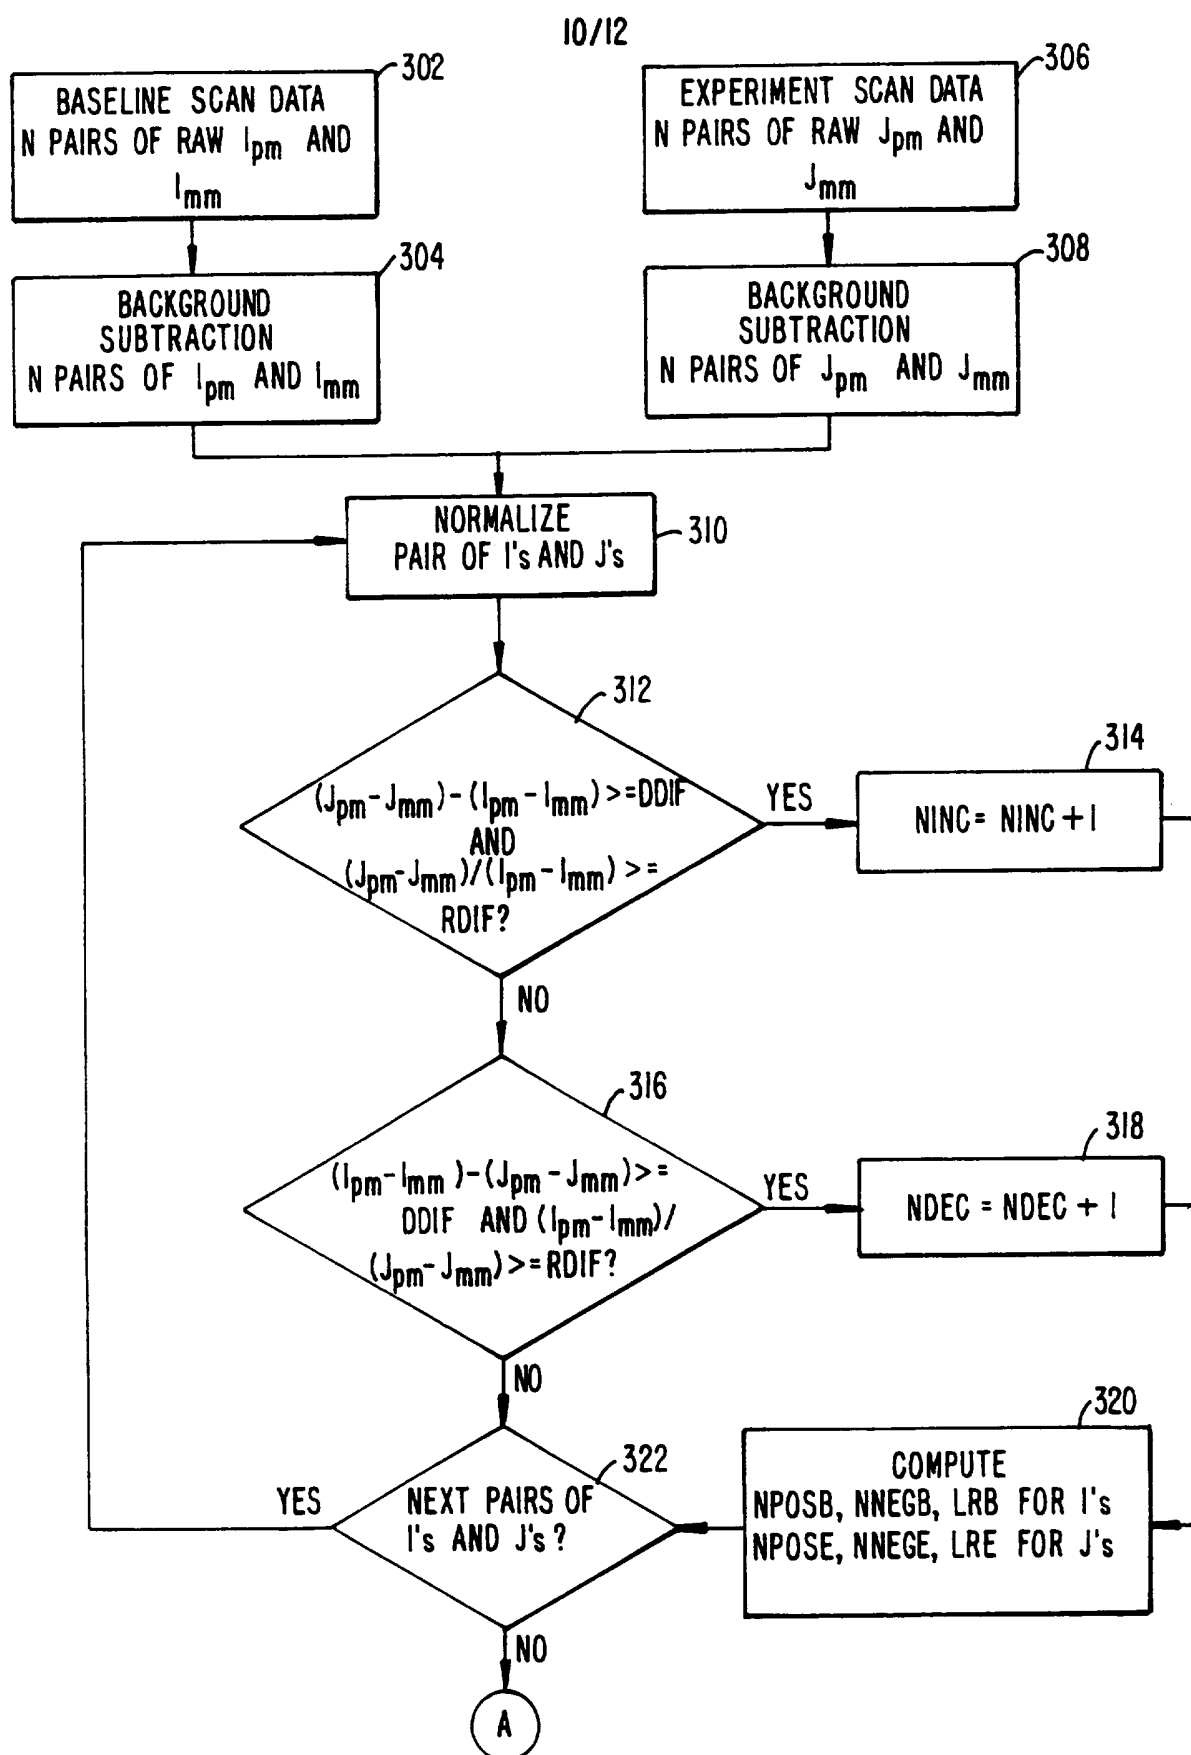 10/12
302
BASELINE SCAN DATA
N PAIRS OF RAW Ipm AND
Imm
306
EXPERIMENT SCAN DATA
N PAIRS OF RAW Jpm AND
Jmm
304
BACKGROUND
SUBTRACTION
N PAIRS OF Ipm AND Imm
308
BACKGROUND
SUBTRACTION
N PAIRS OF Jpm AND Jmm
NORMALIZE
PAIR OF I's AND J's
310
312
(Jpm-Jmm)-(Ipm-Imm)>=DDIF
AND
(Jpm-Jmm)/(Ipm-Imm)>=
RDIF?
YES
314
NINC= NINC+1
NO
316
(Ipm-Imm)-(Jpm-Jmm)>=
DDIF AND (Ipm-Imm)/
(Jpm-Jmm)>=RDIF?
YES
318
NDEC = NDEC + 1
NO
322
NEXT PAIRS OF
I's AND J's?
YES
320
COMPUTE
NPOSB, NNEGB, LRB FOR I's
NPOSE, NNEGE, LRE FOR J's
NO
A